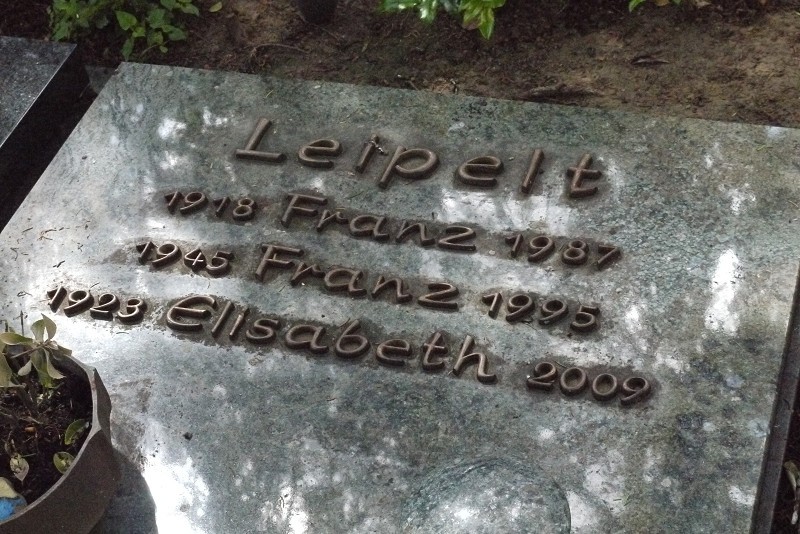 Leipelt
1918 Franz 1987
1945 Franz 1995
1923 Elisabeth 2009